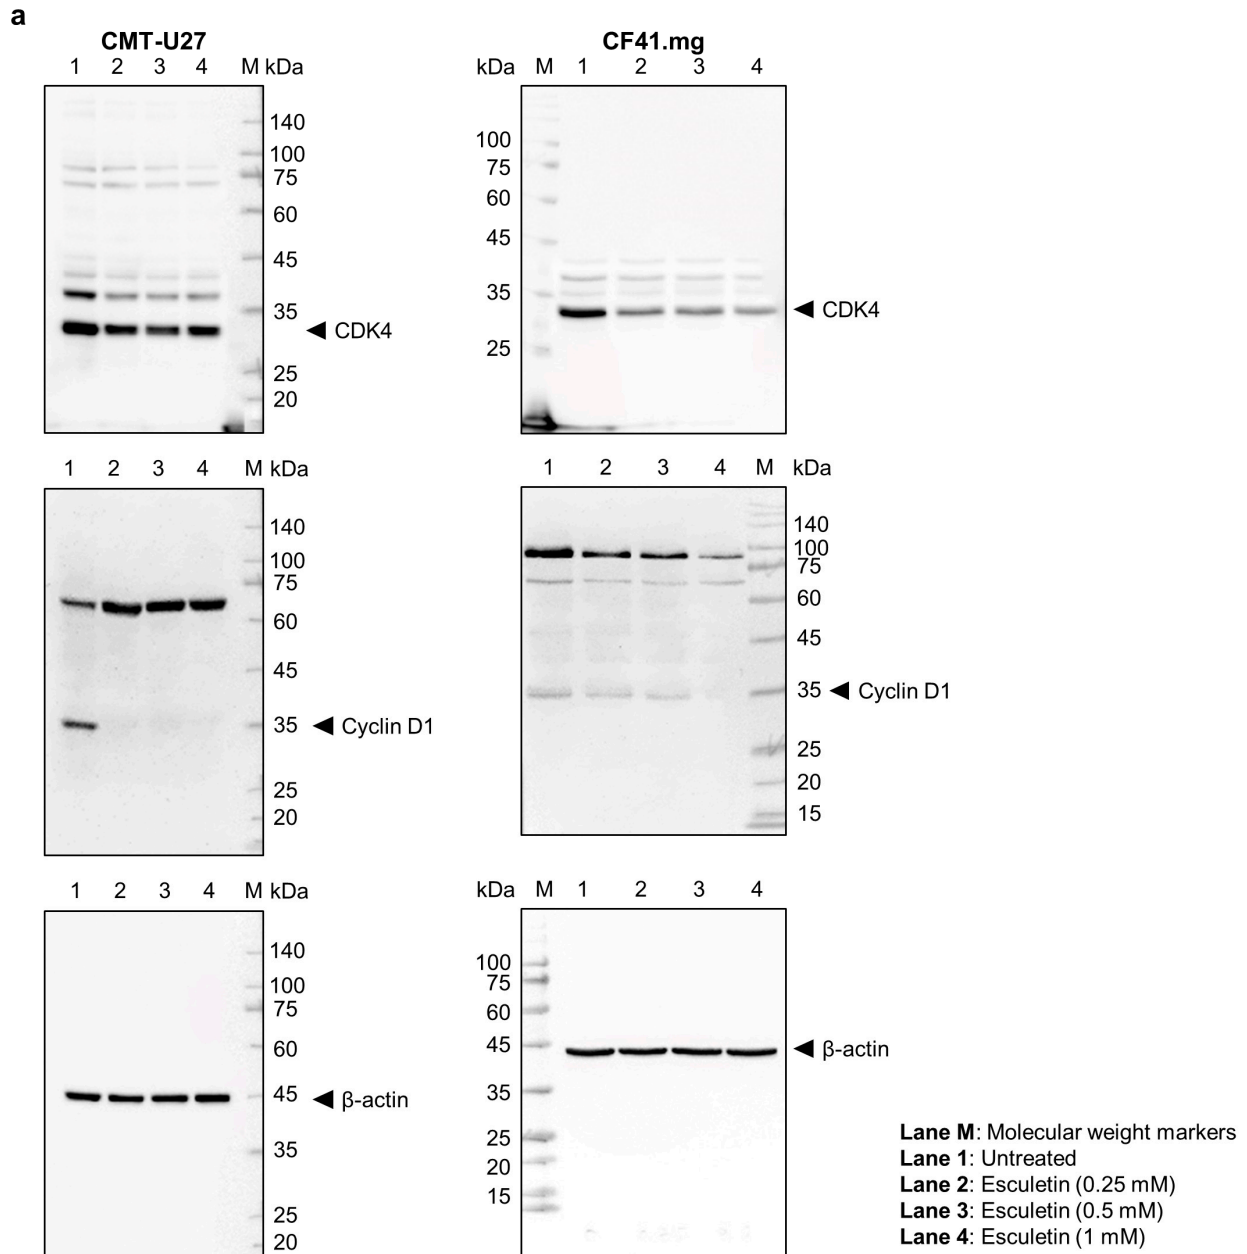 a
CMT-U27
CF41.mg
1 2 3 4 M kDa
kDa M 1 2 3 4
140
100
75
60
45
35
25
20
CDK4
100
75
60
45
35
25
CDK4
1 2 3 4 M kDa
1 2 3 4 M kDa
140
100
75
60
45
35
25
20
Cyclin D1
140
100
75
60
45
35
25
20
15
Cyclin D1
1 2 3 4 M kDa
kDa M 1 2 3 4
140
100
75
60
45
35
25
20
β-actin
100
75
60
45
35
25
20
15
β-actin
Lane M: Molecular weight markers
Lane 1: Untreated
Lane 2: Esculetin (0.25 mM)
Lane 3: Esculetin (0.5 mM)
Lane 4: Esculetin (1 mM)